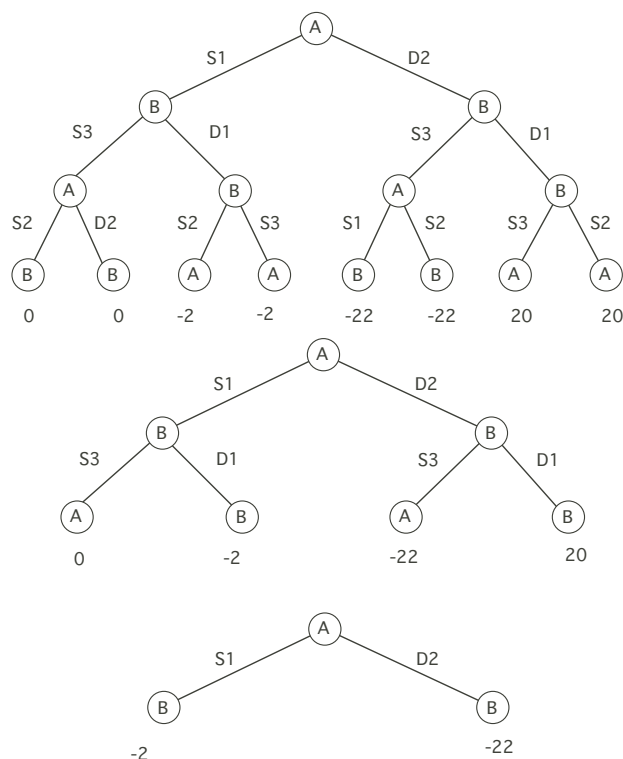 A
S1 D2
B B
S3 D1 S3 D1
A B A B
S2 D2 S2 S3 S1 S2 S3 S2
B B A A B B A A
0 0 -2 -2 -22 -22 20 20
A
S1 D2
B B
S3 D1 S3 D1
A B A B
0 -2 -22 20
A
S1 D2
B B
-2 -22